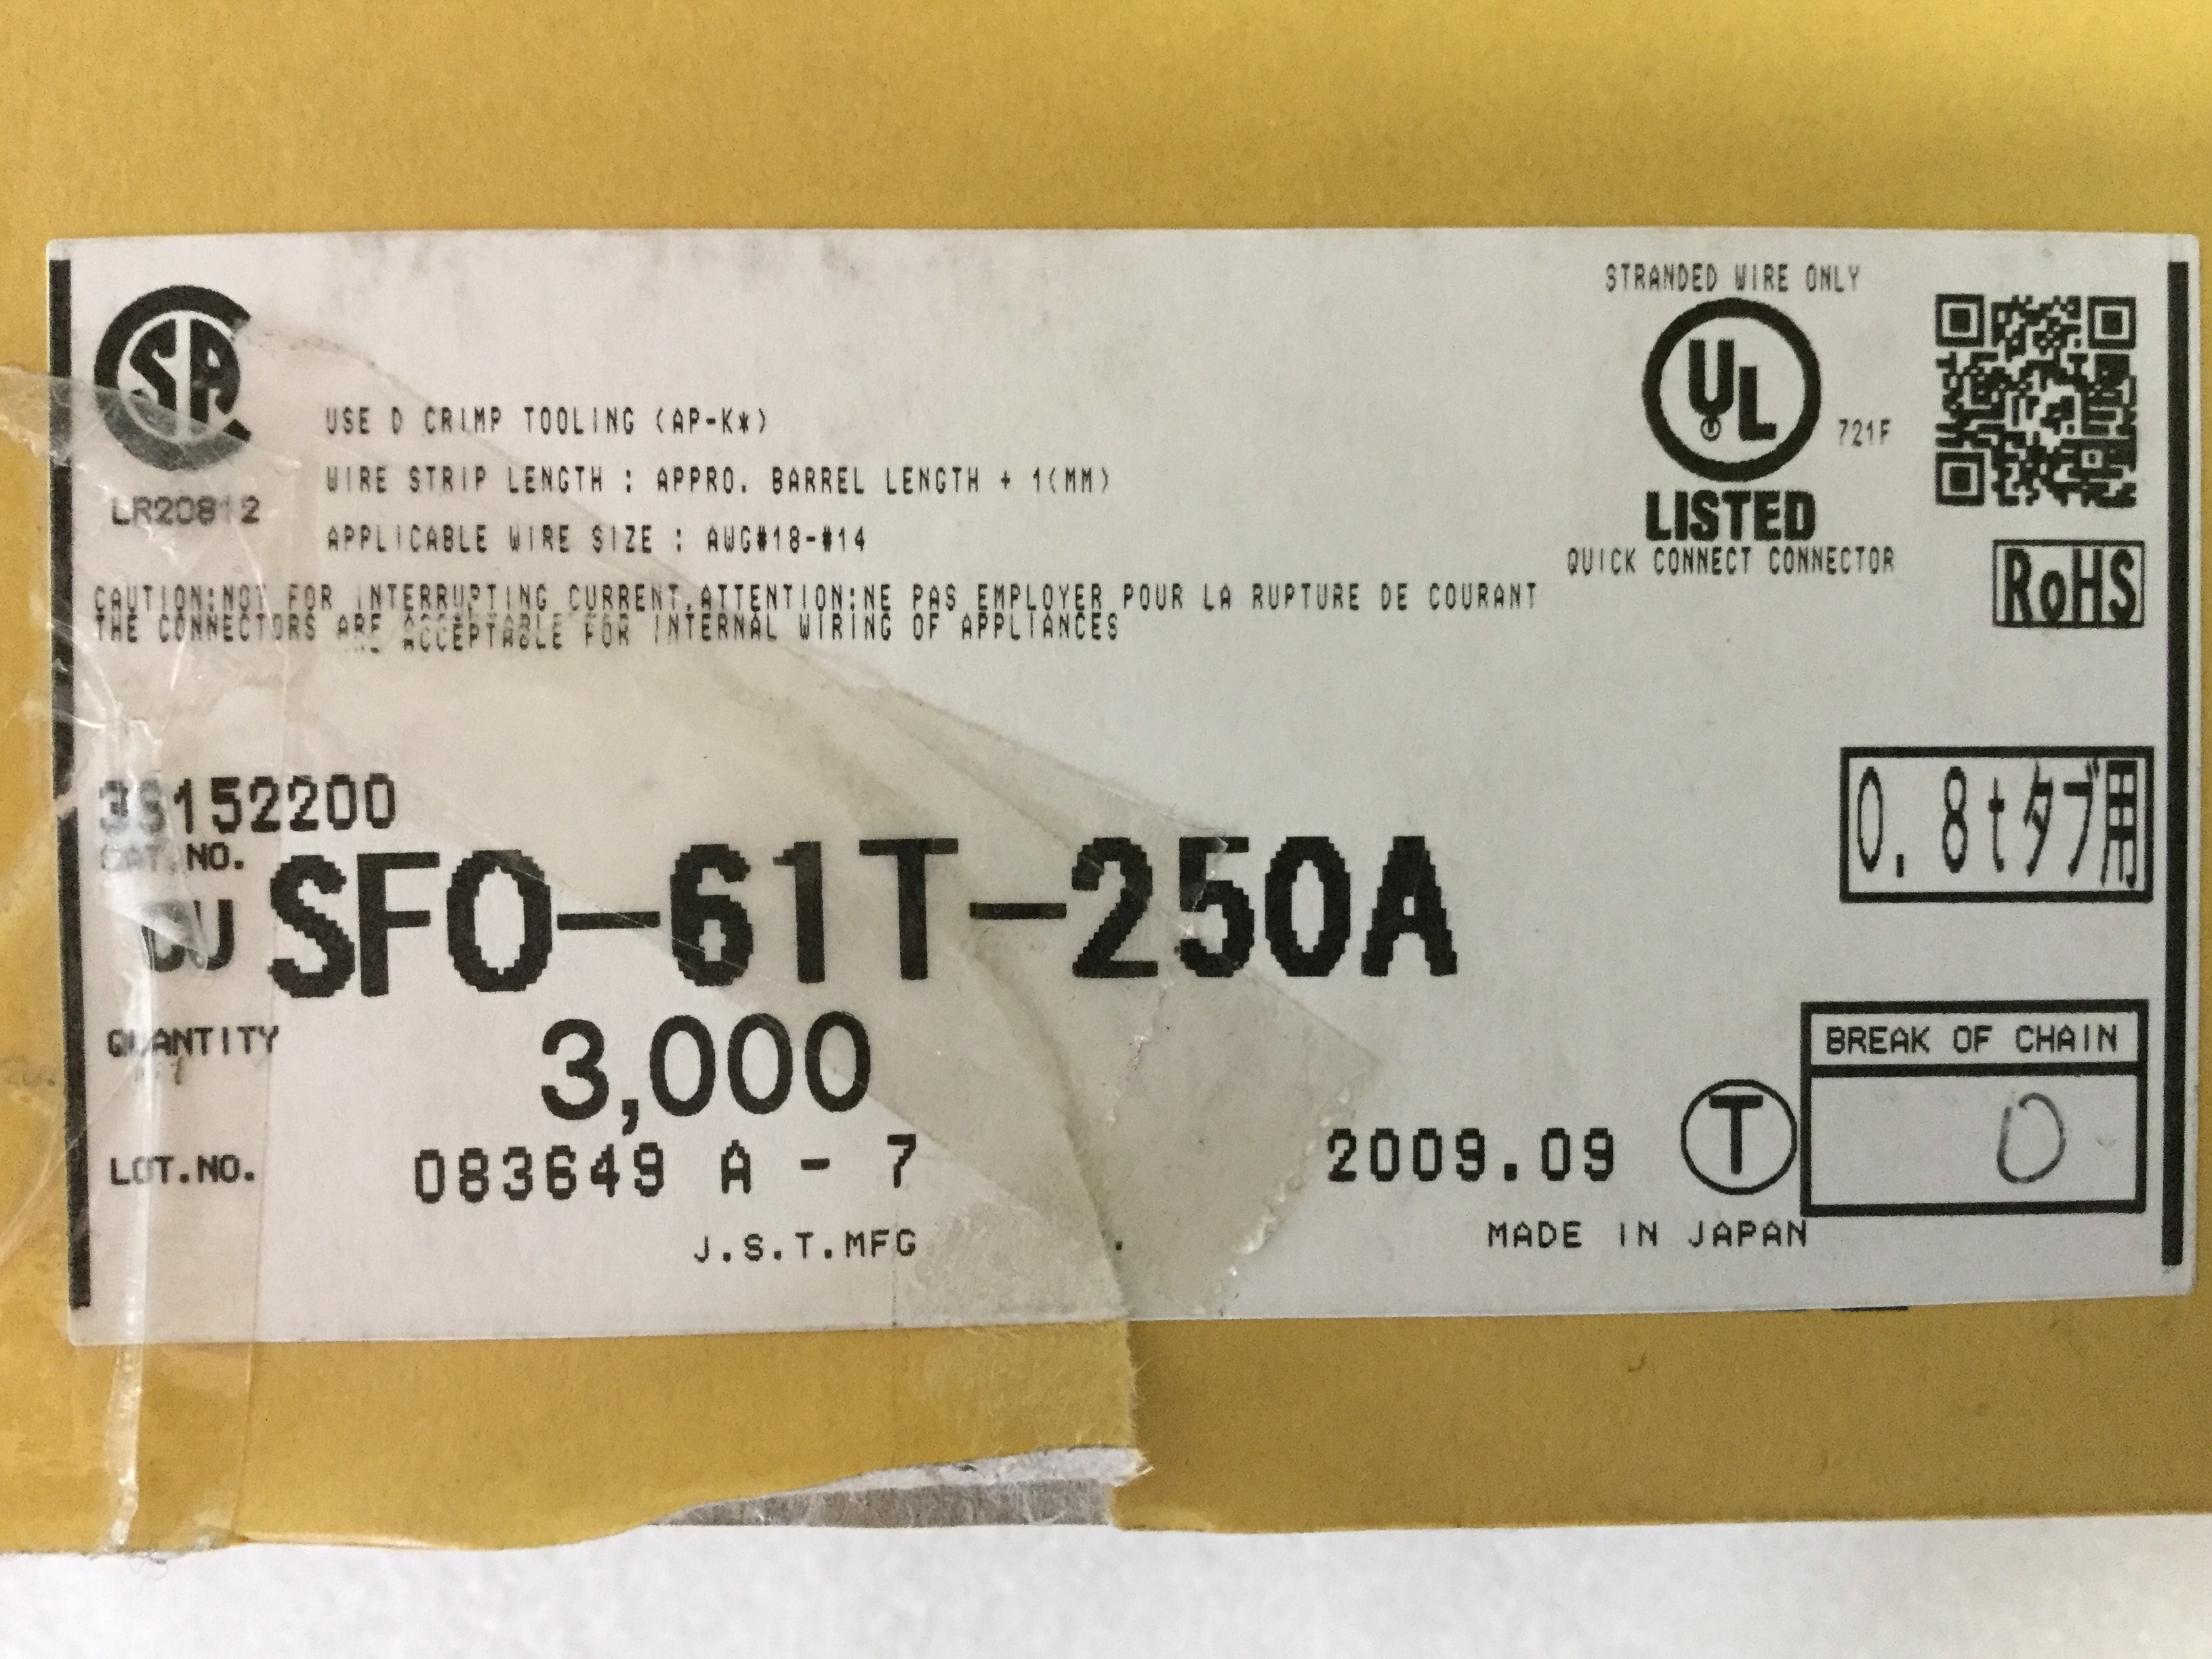 STRANDED WIRE ONLY
SA
UL
721F
LR20812
USE D CRIMP TOOLING (AP-K*)
WIRE STRIP LENGTH : APPRO. BARREL LENGTH + 1(MM)
APPLICABLE WIRE SIZE : AWG#18-#14
LISTED
QUICK CONNECT CONNECTOR
RoHS
CAUTION:NOT FOR INTERRUPTING CURRENT.ATTENTION:NE PAS EMPLOYER POUR LA RUPTURE DE COURANT
THE CONNECTORS ARE ACCEPTABLE FOR INTERNAL WIRING OF APPLIANCES
0.8tタブ用
CAT.NO.
CU SFO-61T-250A
QUANTITY
3,000
BREAK OF CHAIN
0
LOT.NO.
083649 A - 7
2009.09
T
J.S.T.MFG
MADE IN JAPAN